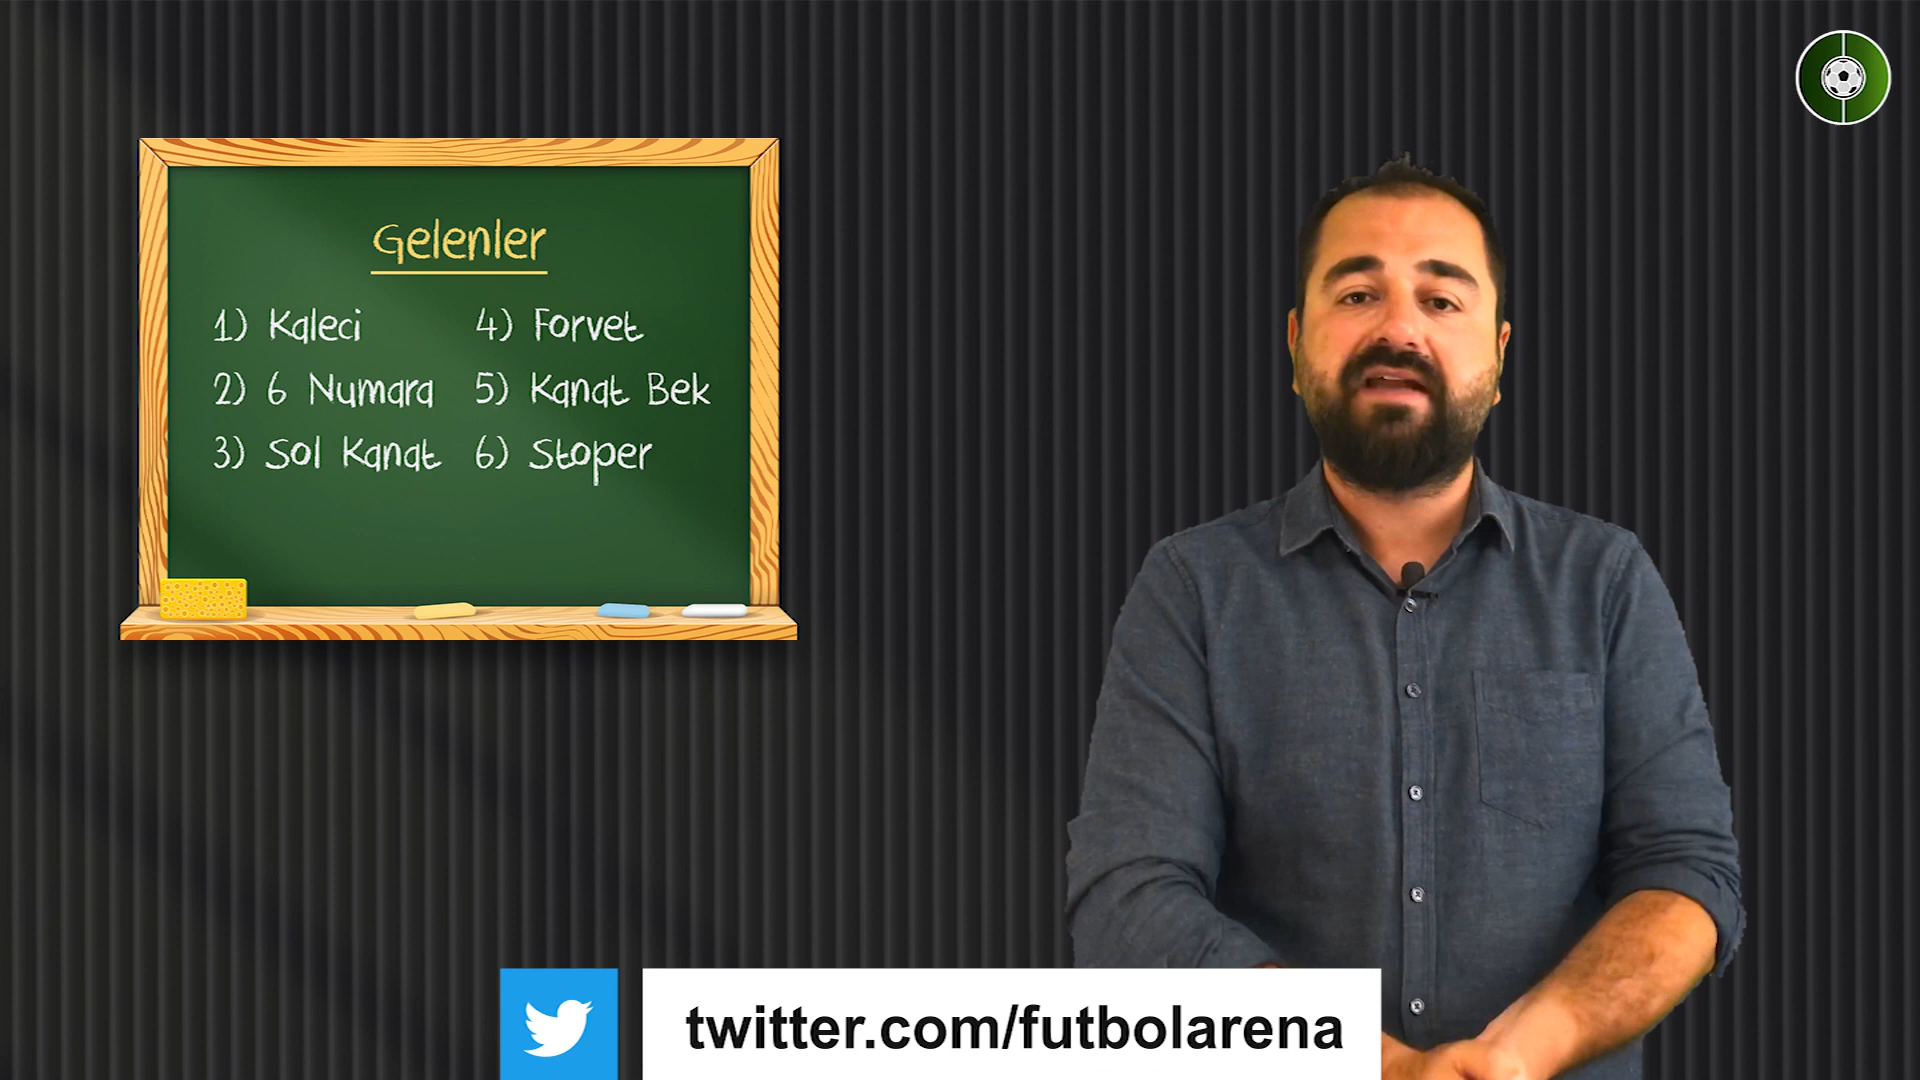 Gelenler
1) Kaleci
2) 6 Numara
3) Sol Kanat
4) Forvet
5) Kanat Bek
6) Stoper
twitter.com/futbolarena